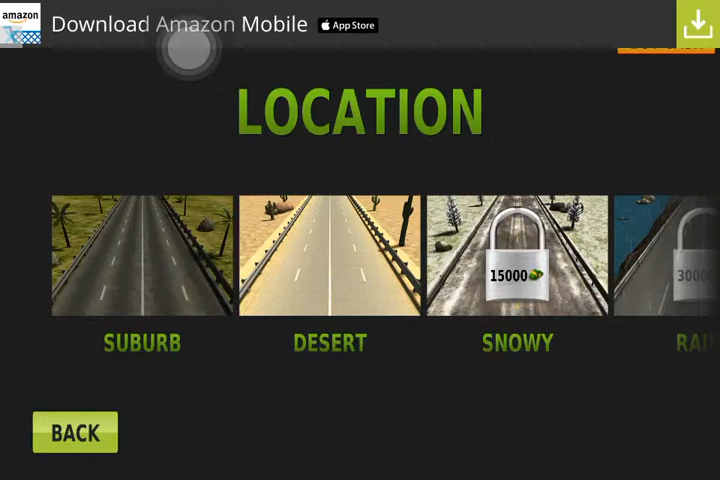 amazon
Download Amazon Mobile
App Store
LOCATION
15000
SUBURB
DESERT
SNOWY
BACK